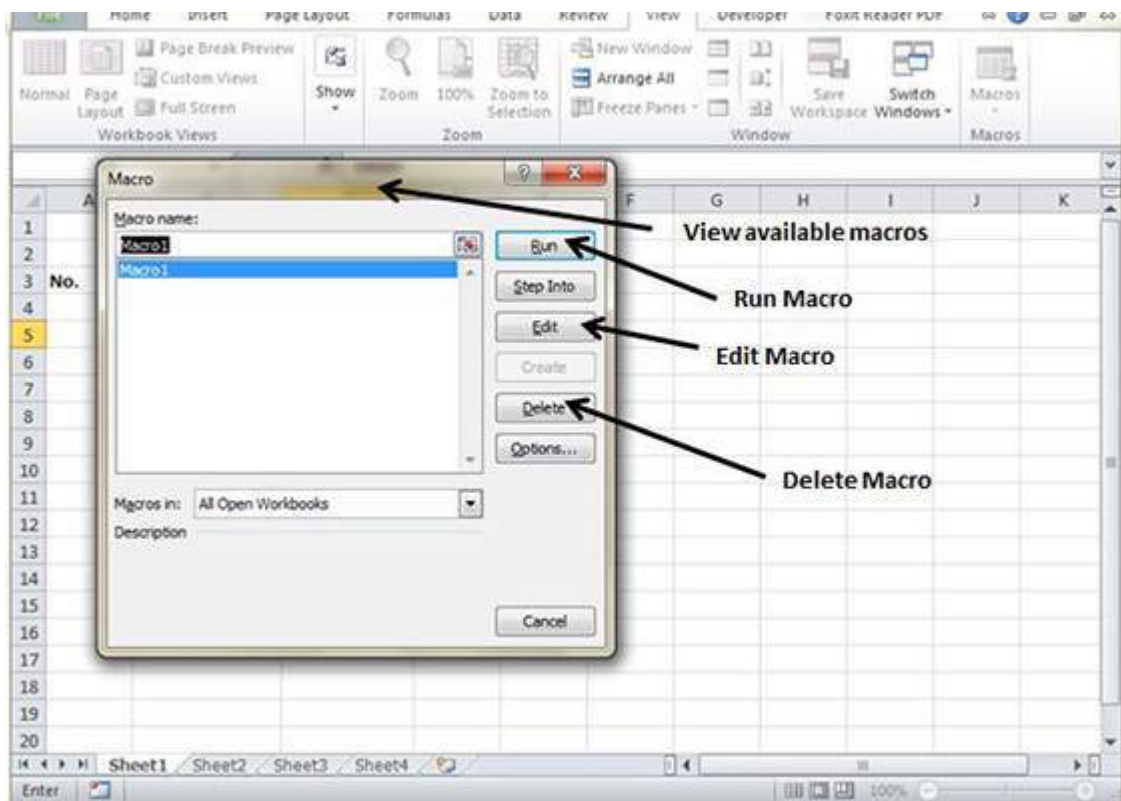 File Home Insert Page Layout Formulas Data Review View Developer Foxit Reader PDF
Normal
Page Layout
Page Break Preview
Custom Views
Full Screen
Workbook Views
Show
Zoom
100%
Zoom to Selection
Zoom
New Window
Arrange All
Freeze Panes
Save Workspace
Switch Windows
Window
Macros
Macros
Macro
A F G H I J K
Macro name:
Macro1
Macro1
Run
Step Into
Edit
Create
Delete
Options...
Macros in: All Open Workbooks
Description
Cancel
View available macros
Run Macro
Edit Macro
Delete Macro
1
2
3 No.
4
5
6
7
8
9
10
11
12
13
14
15
16
17
18
19
20
Sheet1 Sheet2 Sheet3 Sheet4
Enter 100%